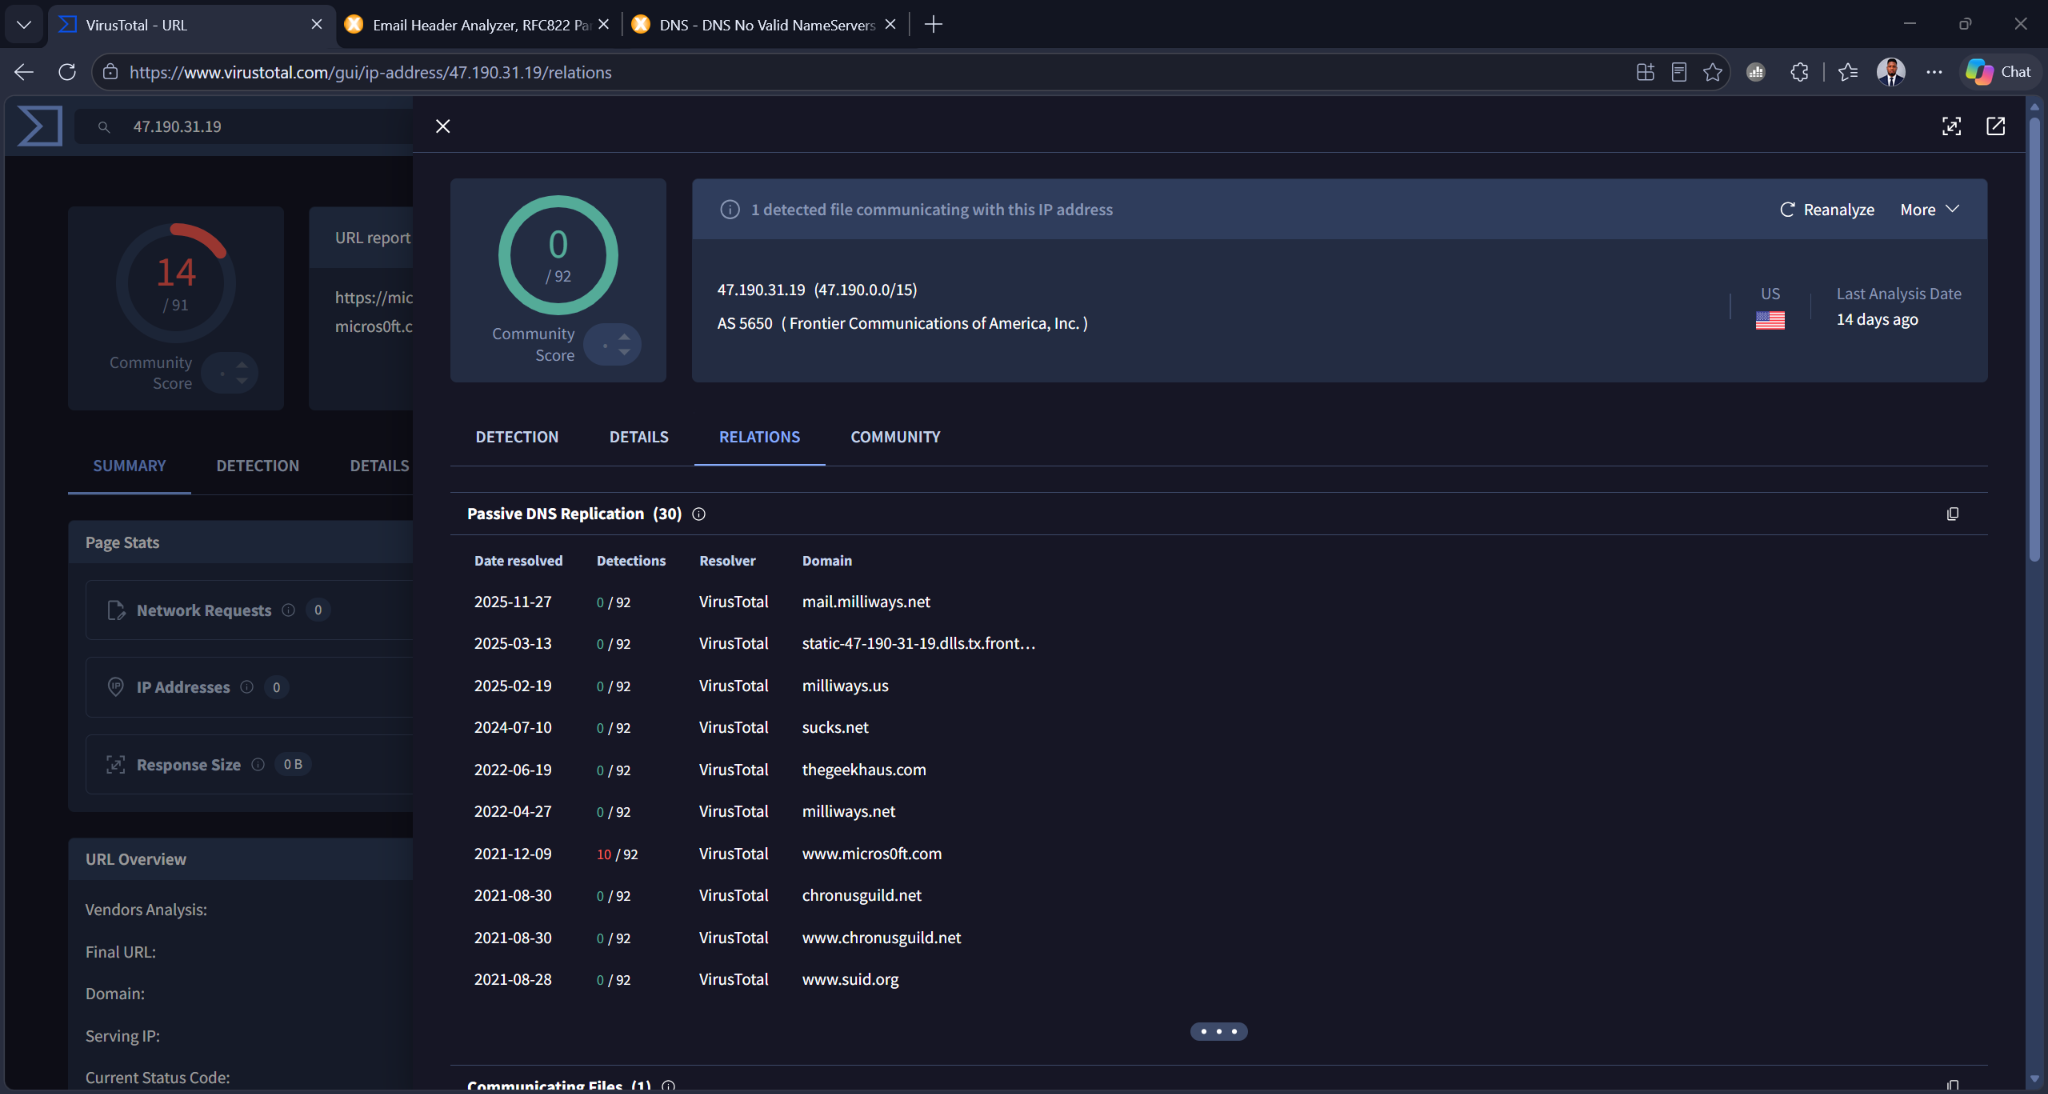 VirusTotal - URL
Email Header Analyzer, RFC822 Pa
DNS - DNS No Valid NameServers
https://www.virustotal.com/gui/ip-address/47.190.31.19/relations
Chat
47.190.31.19
14
/ 91
Community
Score
URL report
https://mic
micros0ft.c
SUMMARY
DETECTION
DETAILS
Page Stats
Network Requests 0
IP
IP Addresses 0
Response Size 0 B
URL Overview
Vendors Analysis:
Final URL:
Domain:
Serving IP:
Current Status Code:
0
/ 92
Community
Score
1 detected file communicating with this IP address
Reanalyze
More
47.190.31.19 (47.190.0.0/15)
AS 5650 ( Frontier Communications of America, Inc. )
US
Last Analysis Date
14 days ago
DETECTION
DETAILS
RELATIONS
COMMUNITY
Passive DNS Replication (30)
Date resolved Detections Resolver Domain
2025-11-27 0 / 92 VirusTotal mail.milliways.net
2025-03-13 0 / 92 VirusTotal static-47-190-31-19.dlls.tx.front…
2025-02-19 0 / 92 VirusTotal milliways.us
2024-07-10 0 / 92 VirusTotal sucks.net
2022-06-19 0 / 92 VirusTotal thegeekhaus.com
2022-04-27 0 / 92 VirusTotal milliways.net
2021-12-09 10 / 92 VirusTotal www.micros0ft.com
2021-08-30 0 / 92 VirusTotal chronusguild.net
2021-08-30 0 / 92 VirusTotal www.chronusguild.net
2021-08-28 0 / 92 VirusTotal www.suid.org
Communicating Files (1)